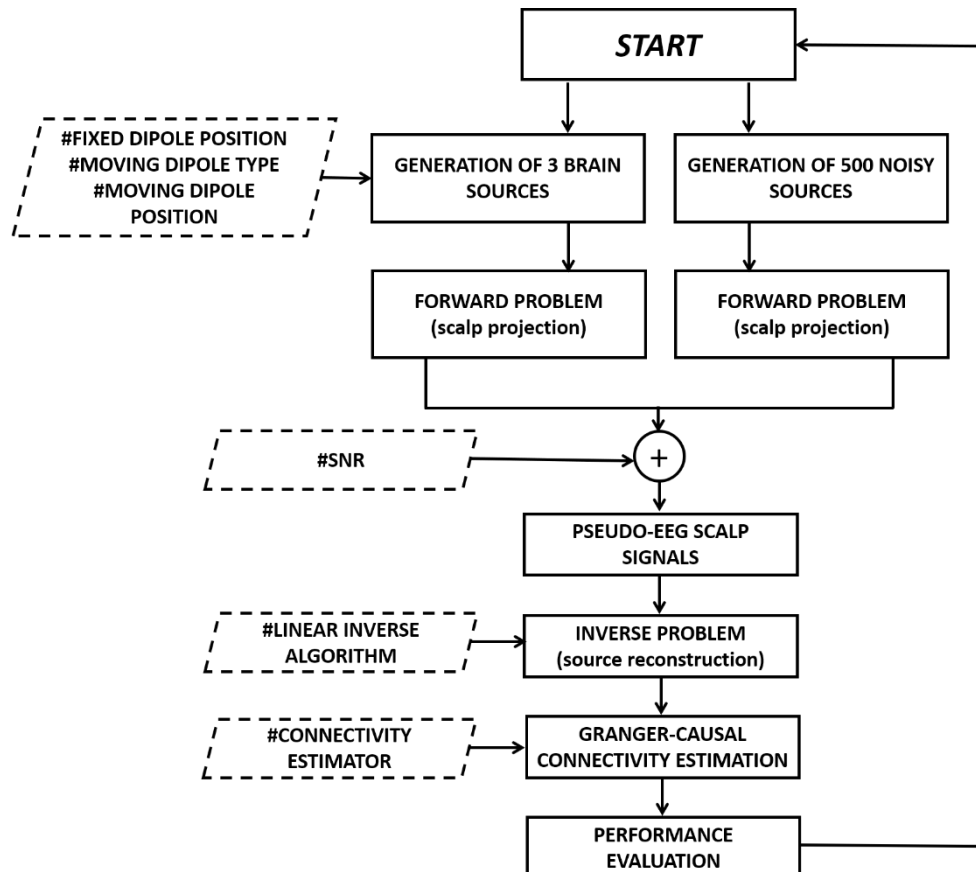 START
#FIXED DIPOLE POSITION
#MOVING DIPOLE TYPE
#MOVING DIPOLE
POSITION
GENERATION OF 3 BRAIN
SOURCES
GENERATION OF 500 NOISY
SOURCES
FORWARD PROBLEM
(scalp projection)
FORWARD PROBLEM
(scalp projection)
#SNR
+
PSEUDO-EEG SCALP
SIGNALS
#LINEAR INVERSE
ALGORITHM
INVERSE PROBLEM
(source reconstruction)
#CONNECTIVITY
ESTIMATOR
GRANGER-CAUSAL
CONNECTIVITY ESTIMATION
PERFORMANCE
EVALUATION